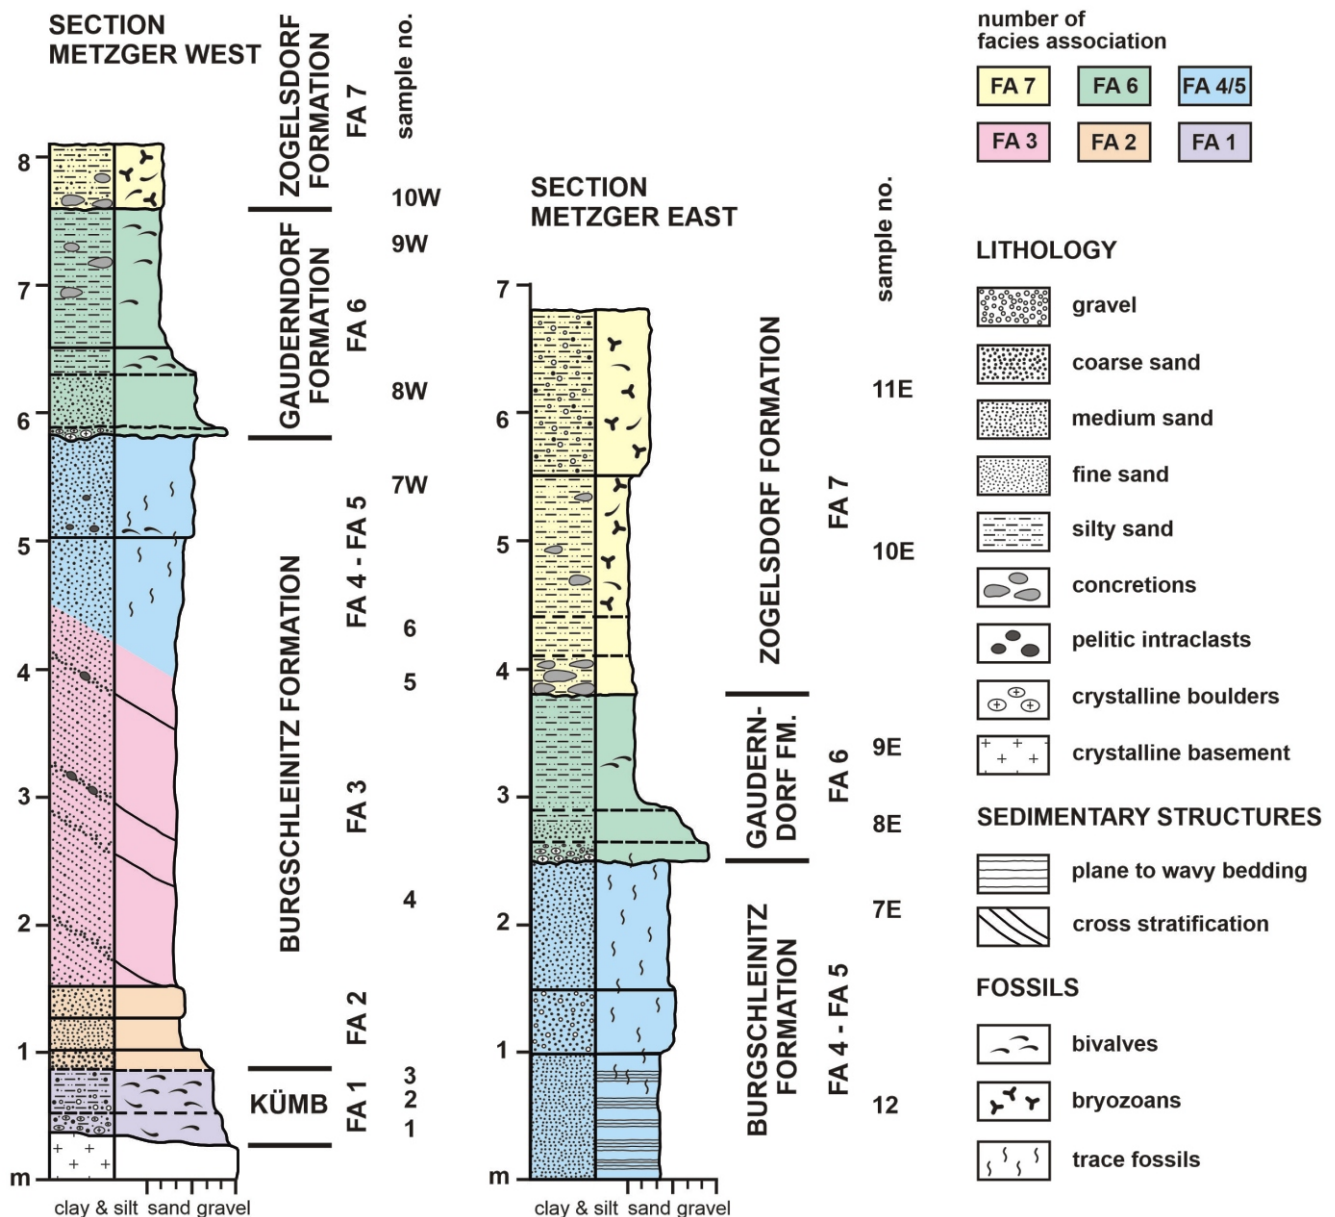 SECTION
METZGER WEST
ZOGELSDORF
FORMATION
FA 7
sample no.
8
7
6
5
4
3
2
1
m
10W
9W
8W
7W
6
5
4
3
2
1
GAUDERNDORF
FORMATION
FA 6
BURGSCHLEINITZ FORMATION
FA 4 - FA 5
FA 3
FA 2
KÜMB
FA 1
clay & silt sand gravel
SECTION
METZGER EAST
sample no.
7
6
5
4
3
2
1
m
ZOGELSDORF FORMATION
FA 7
GAUDERN-
DORF FM.
FA 6
BURGSCHLEINITZ
FORMATION
FA 4 - FA 5
11E
10E
9E
8E
7E
12
clay & silt sand gravel
number of
facies association
FA 7 FA 6 FA 4/5
FA 3 FA 2 FA 1
LITHOLOGY
gravel
coarse sand
medium sand
fine sand
silty sand
concretions
pelitic intraclasts
crystalline boulders
crystalline basement
SEDIMENTARY STRUCTURES
plane to wavy bedding
cross stratification
FOSSILS
bivalves
bryozoans
trace fossils